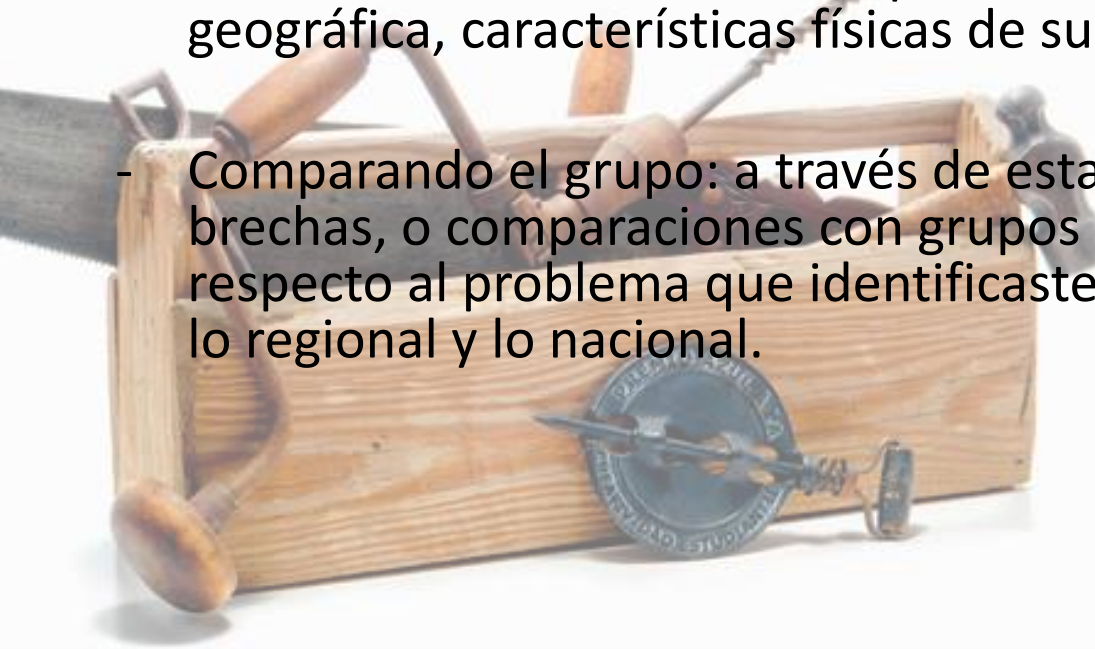 geográfica, características físicas de su
- Comparando el grupo: a través de esta
brechas, o comparaciones con grupos
respecto al problema que identificaste
lo regional y lo nacional.